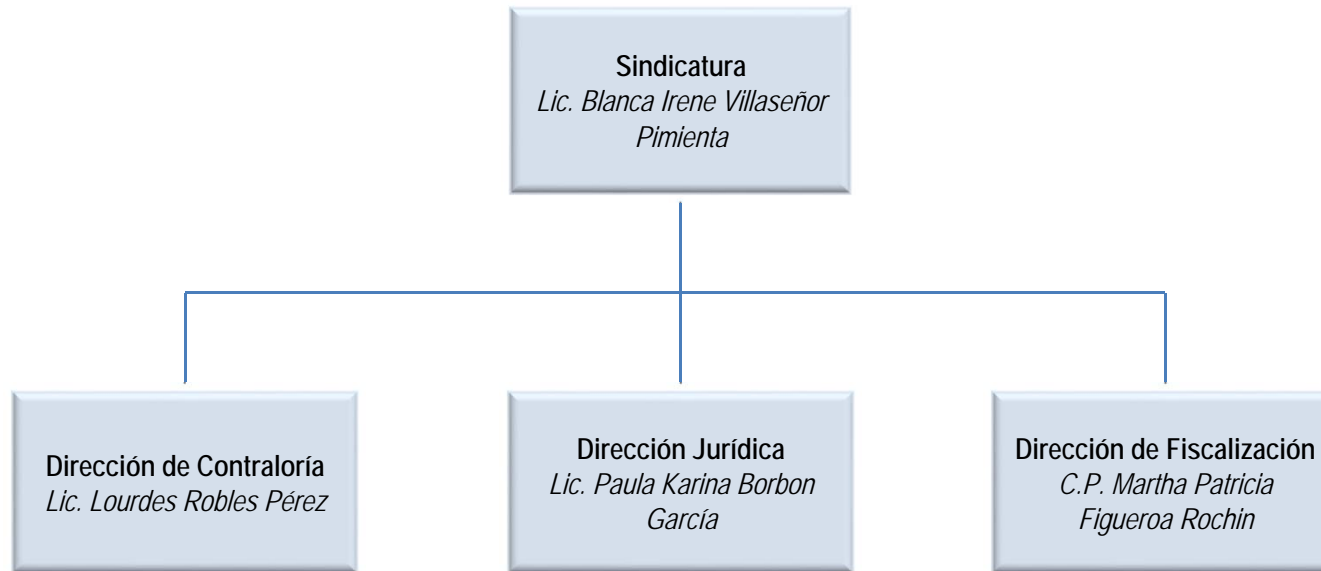 Sindicatura
Lic. Blanca Irene Villaseñor
Pimienta
Dirección de Contraloría
Lic. Lourdes Robles Pérez
Dirección Jurídica
Lic. Paula Karina Borbon
García
Dirección de Fiscalización
C.P. Martha Patricia
Figueroa Rochin